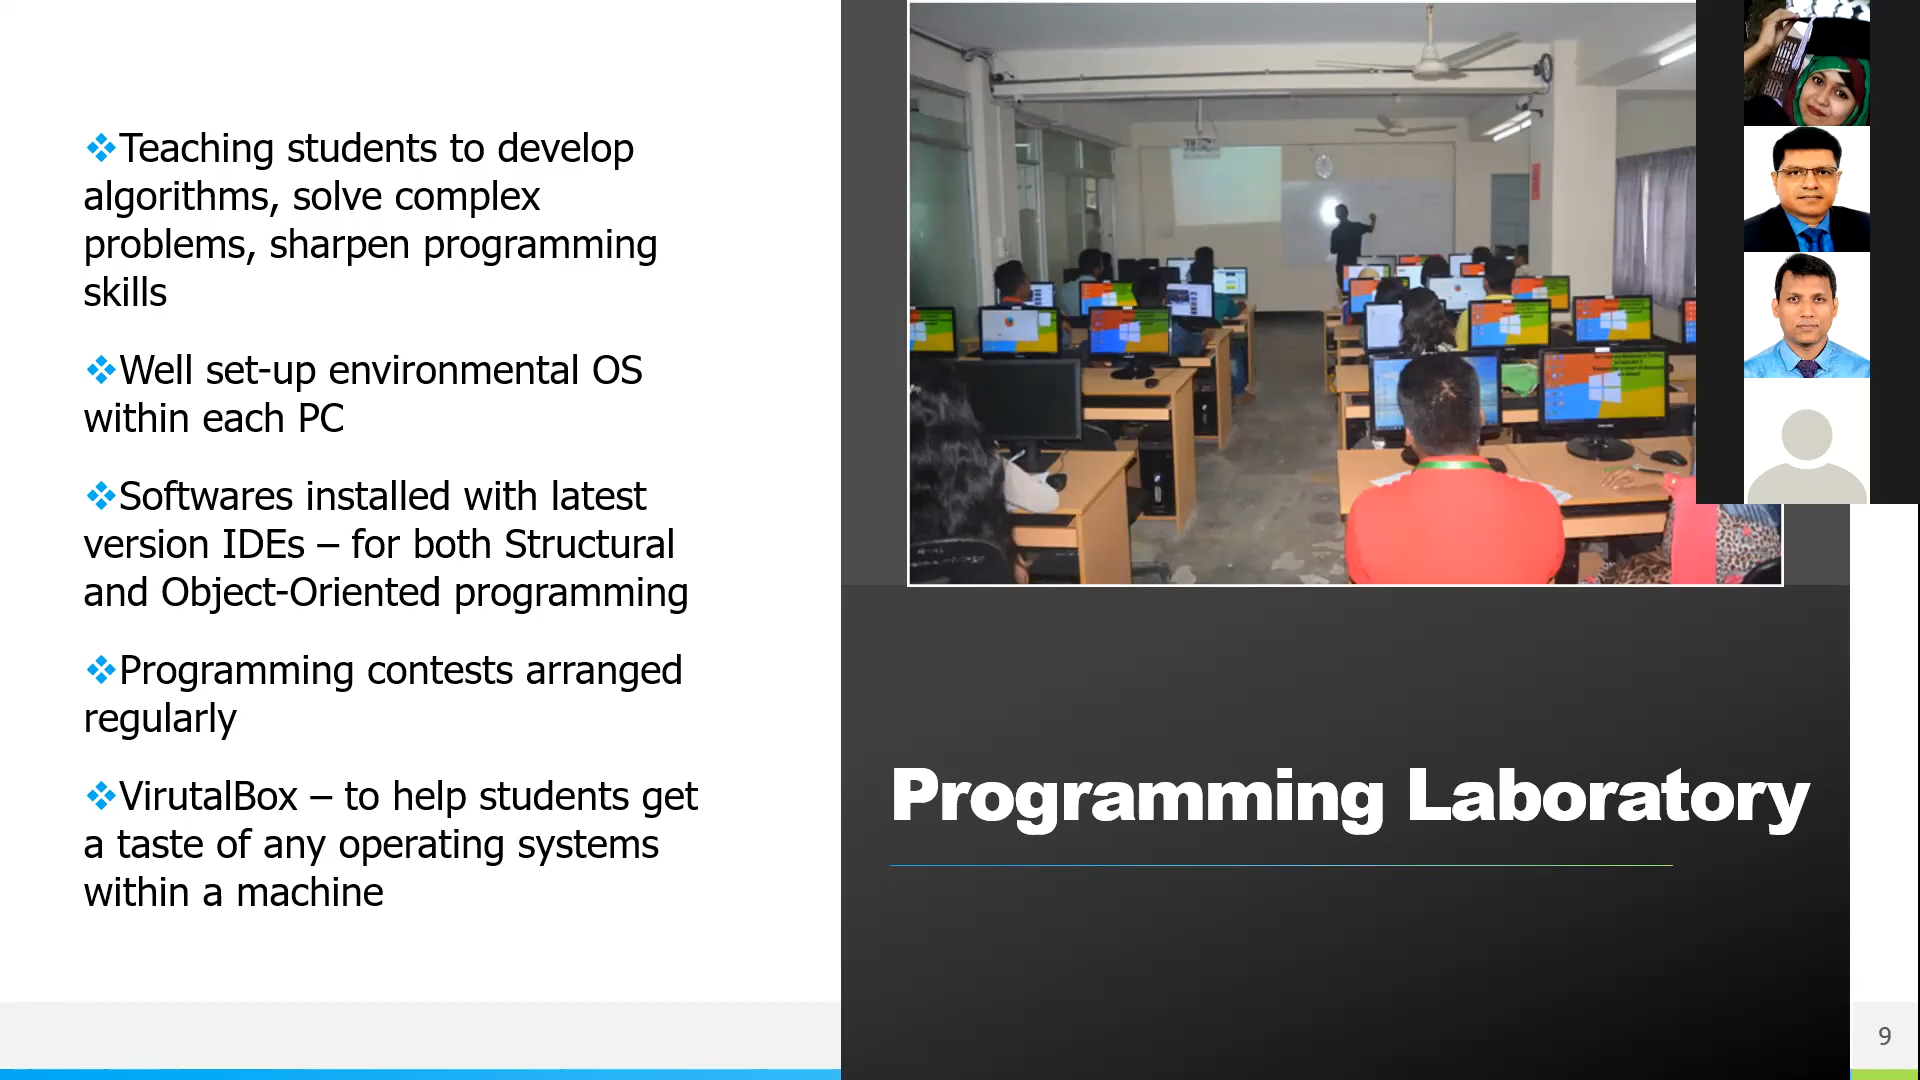 ❖Teaching students to develop
algorithms, solve complex
problems, sharpen programming
skills
❖Well set-up environmental OS
within each PC
❖Softwares installed with latest
version IDEs – for both Structural
and Object-Oriented programming
❖Programming contests arranged
regularly
❖VirutalBox – to help students get
a taste of any operating systems
within a machine
Programming Laboratory
9